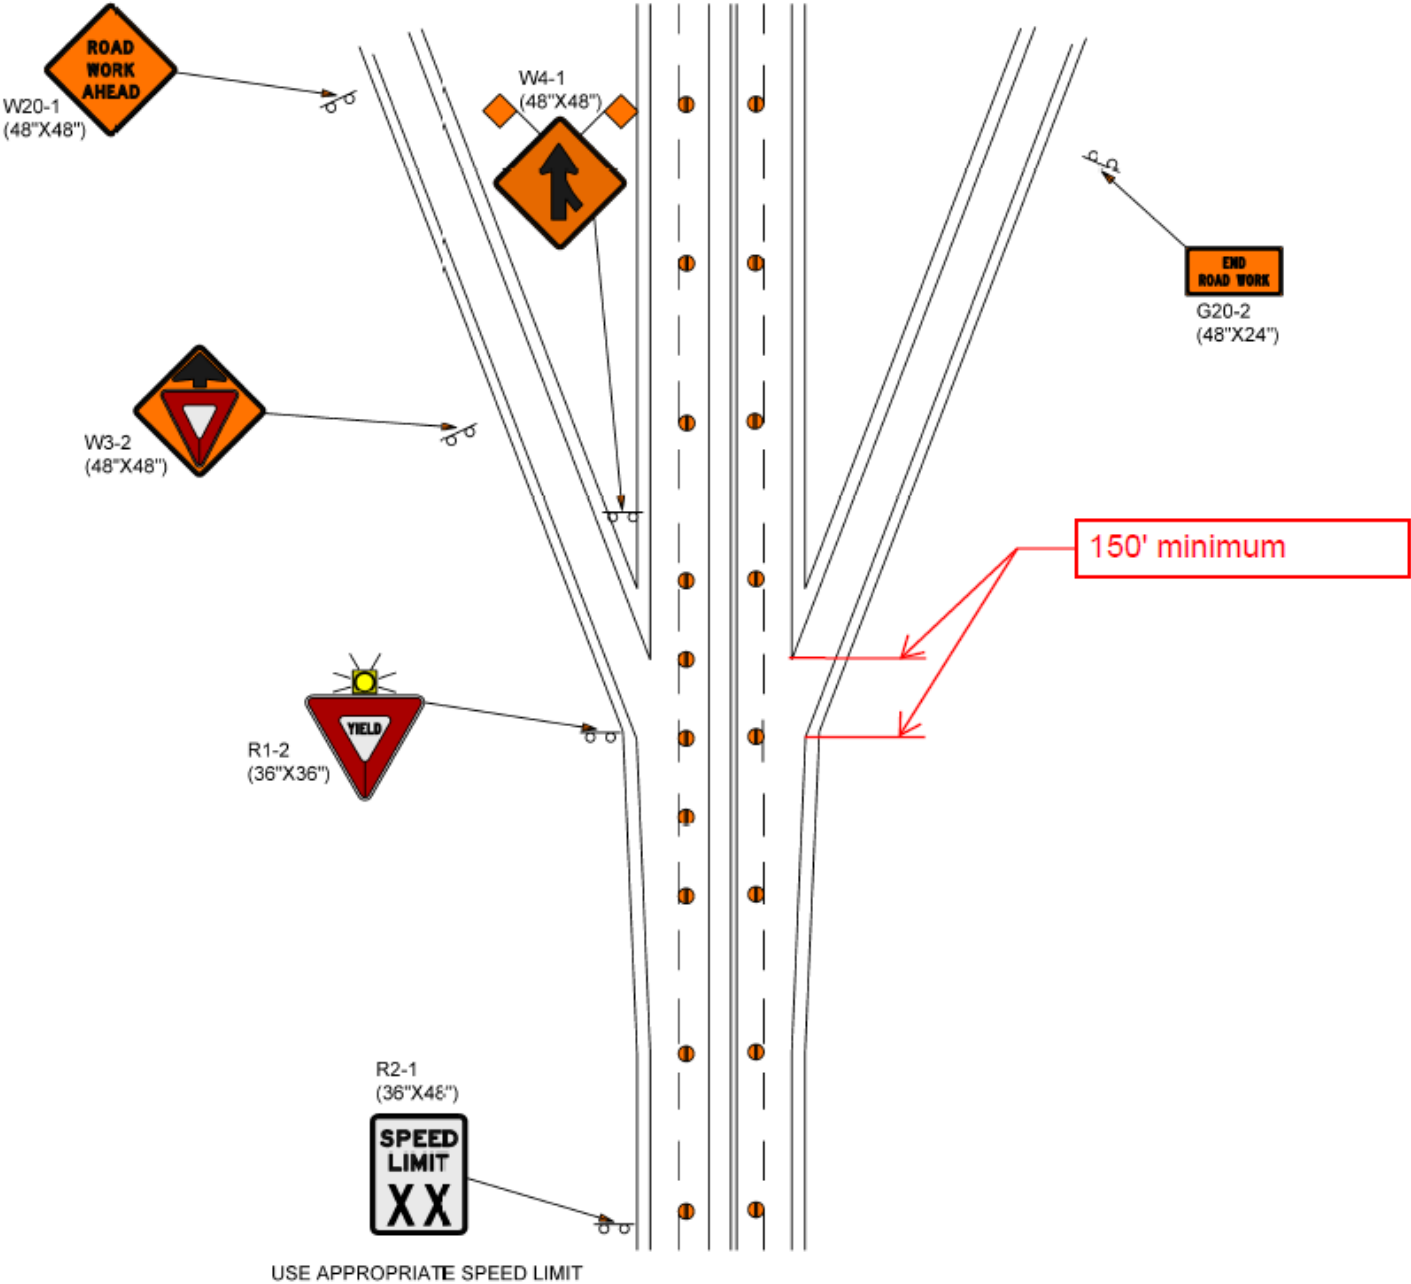 ROAD
WORK
AHEAD
W20-1
(48"X48")
W4-1
(48"X48")
END
ROAD WORK
G20-2
(48"X24")
W3-2
(48"X48")
150' minimum
YIELD
R1-2
(36"X36")
R2-1
(36"X48")
SPEED
LIMIT
XX
USE APPROPRIATE SPEED LIMIT